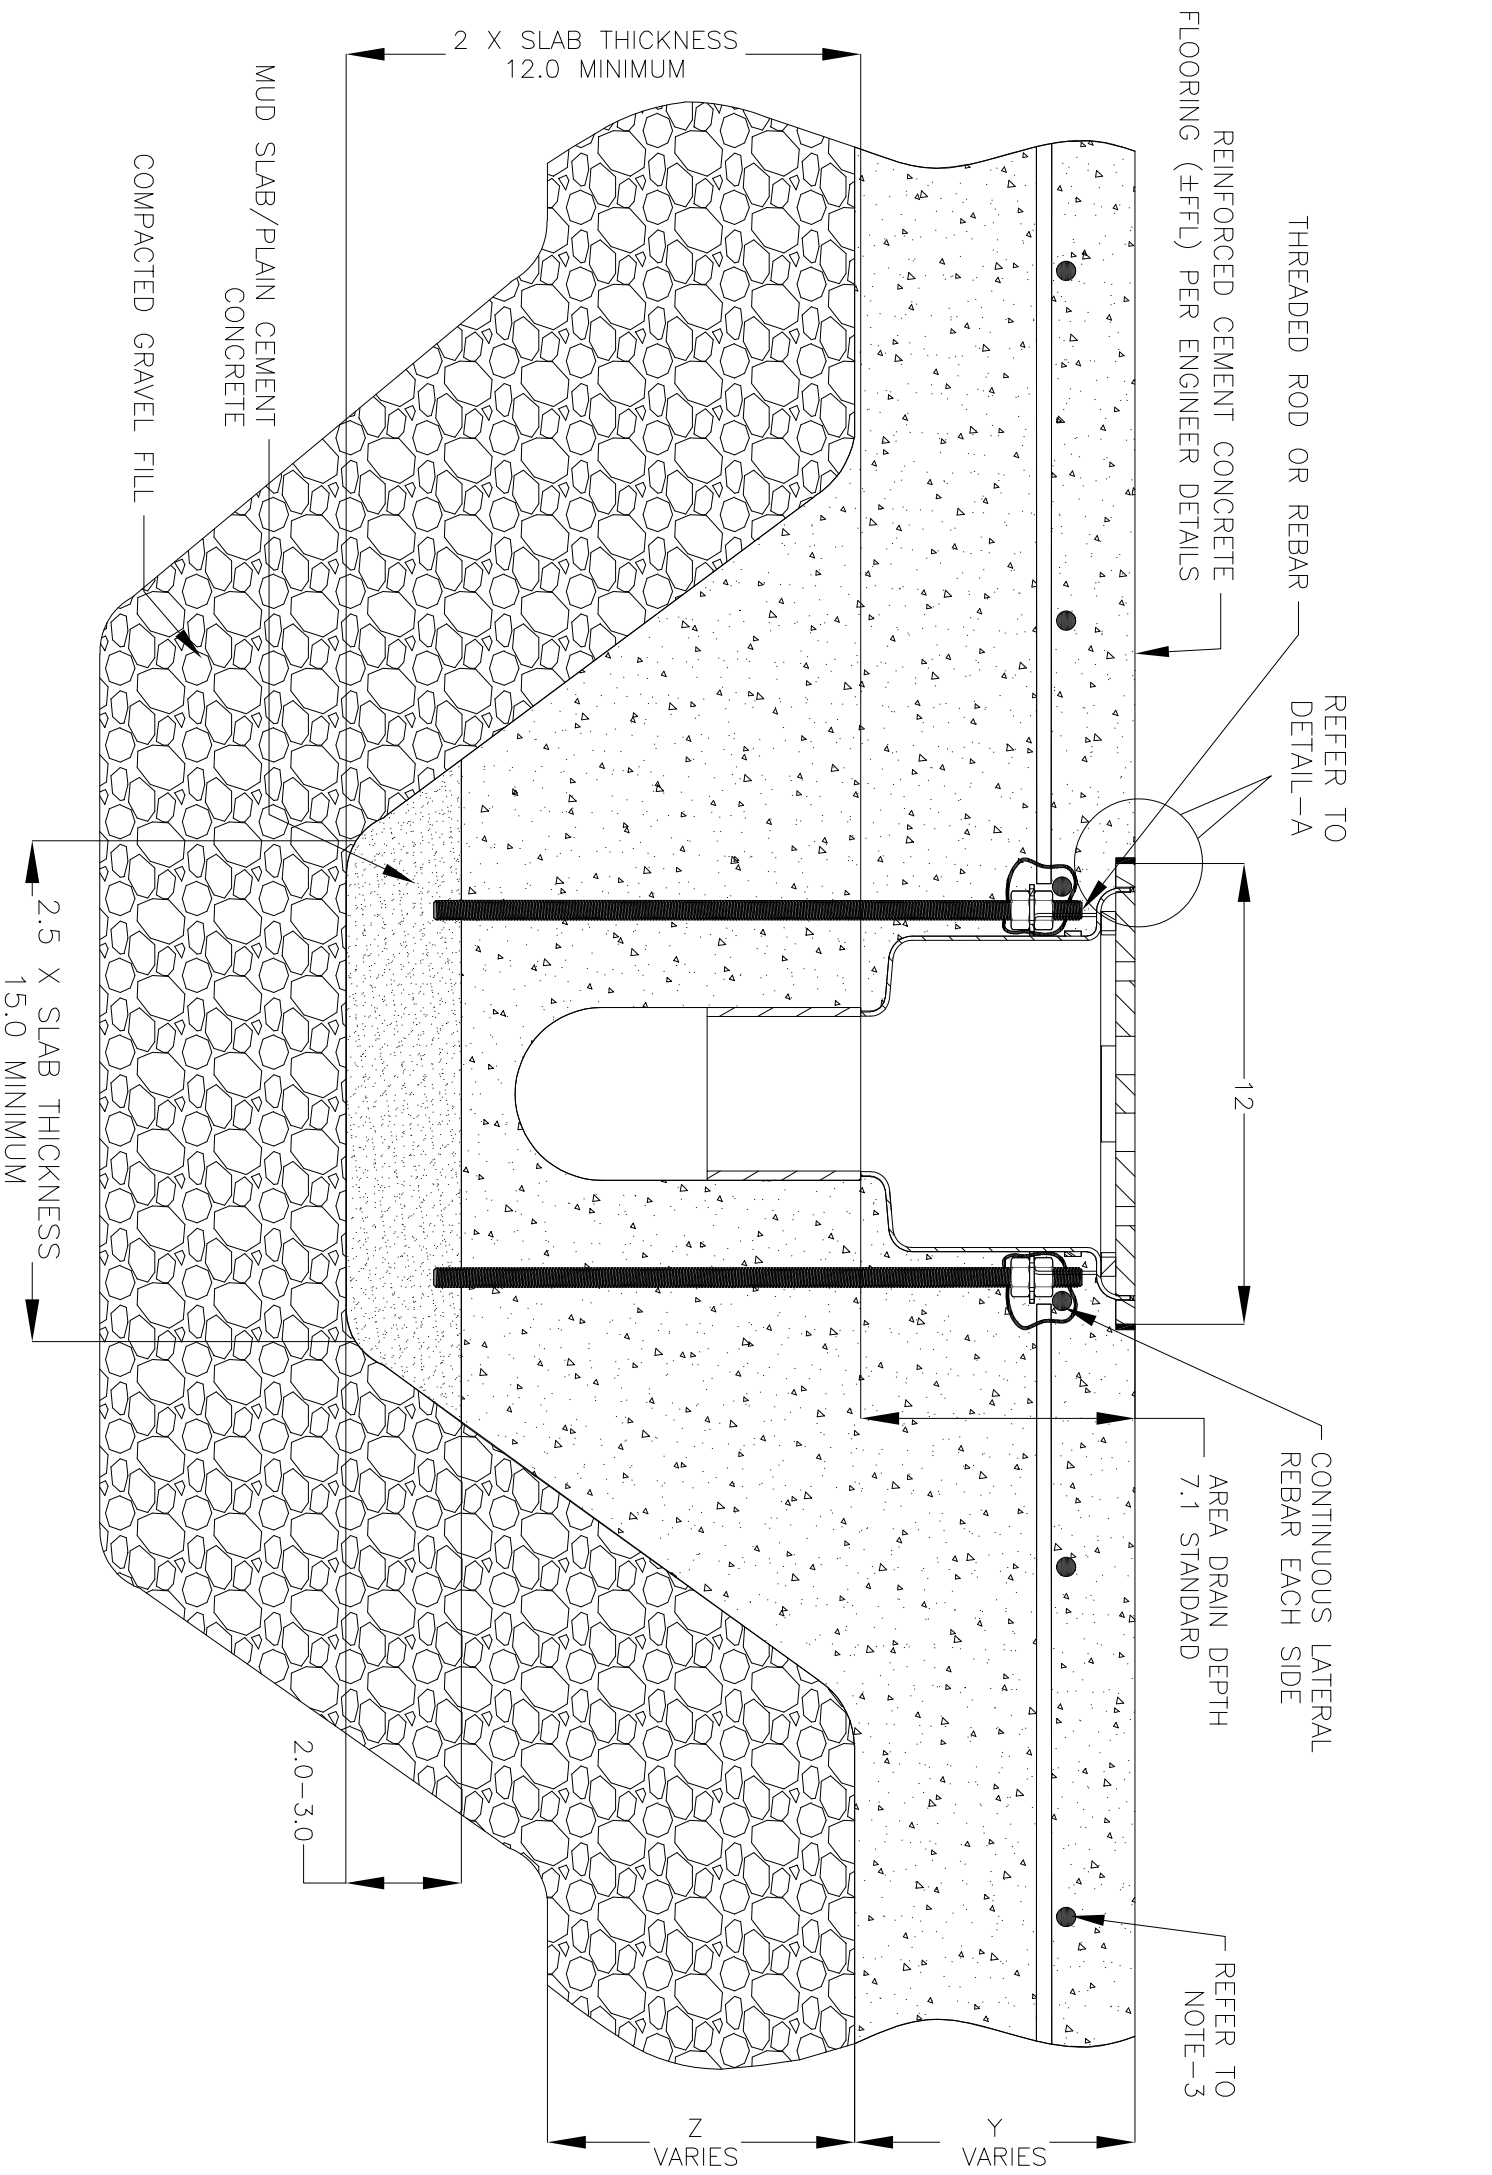 THREADED ROD OR REBAR
REFER TO
DETAIL-A
REINFORCED CEMENT CONCRETE
FLOORING (±FFL) PER ENGINEER DETAILS
12
CONTINUOUS LATERAL
REBAR EACH SIDE
AREA DRAIN DEPTH
7.1 STANDARD
REFER TO
NOTE-3
Y
VARIES
Z
VARIES
2 X SLAB THICKNESS
12.0 MINIMUM
MUD SLAB/PLAIN CEMENT
CONCRETE
COMPACTED GRAVEL FILL
2.0-3.0
2.5 X SLAB THICKNESS
15.0 MINIMUM